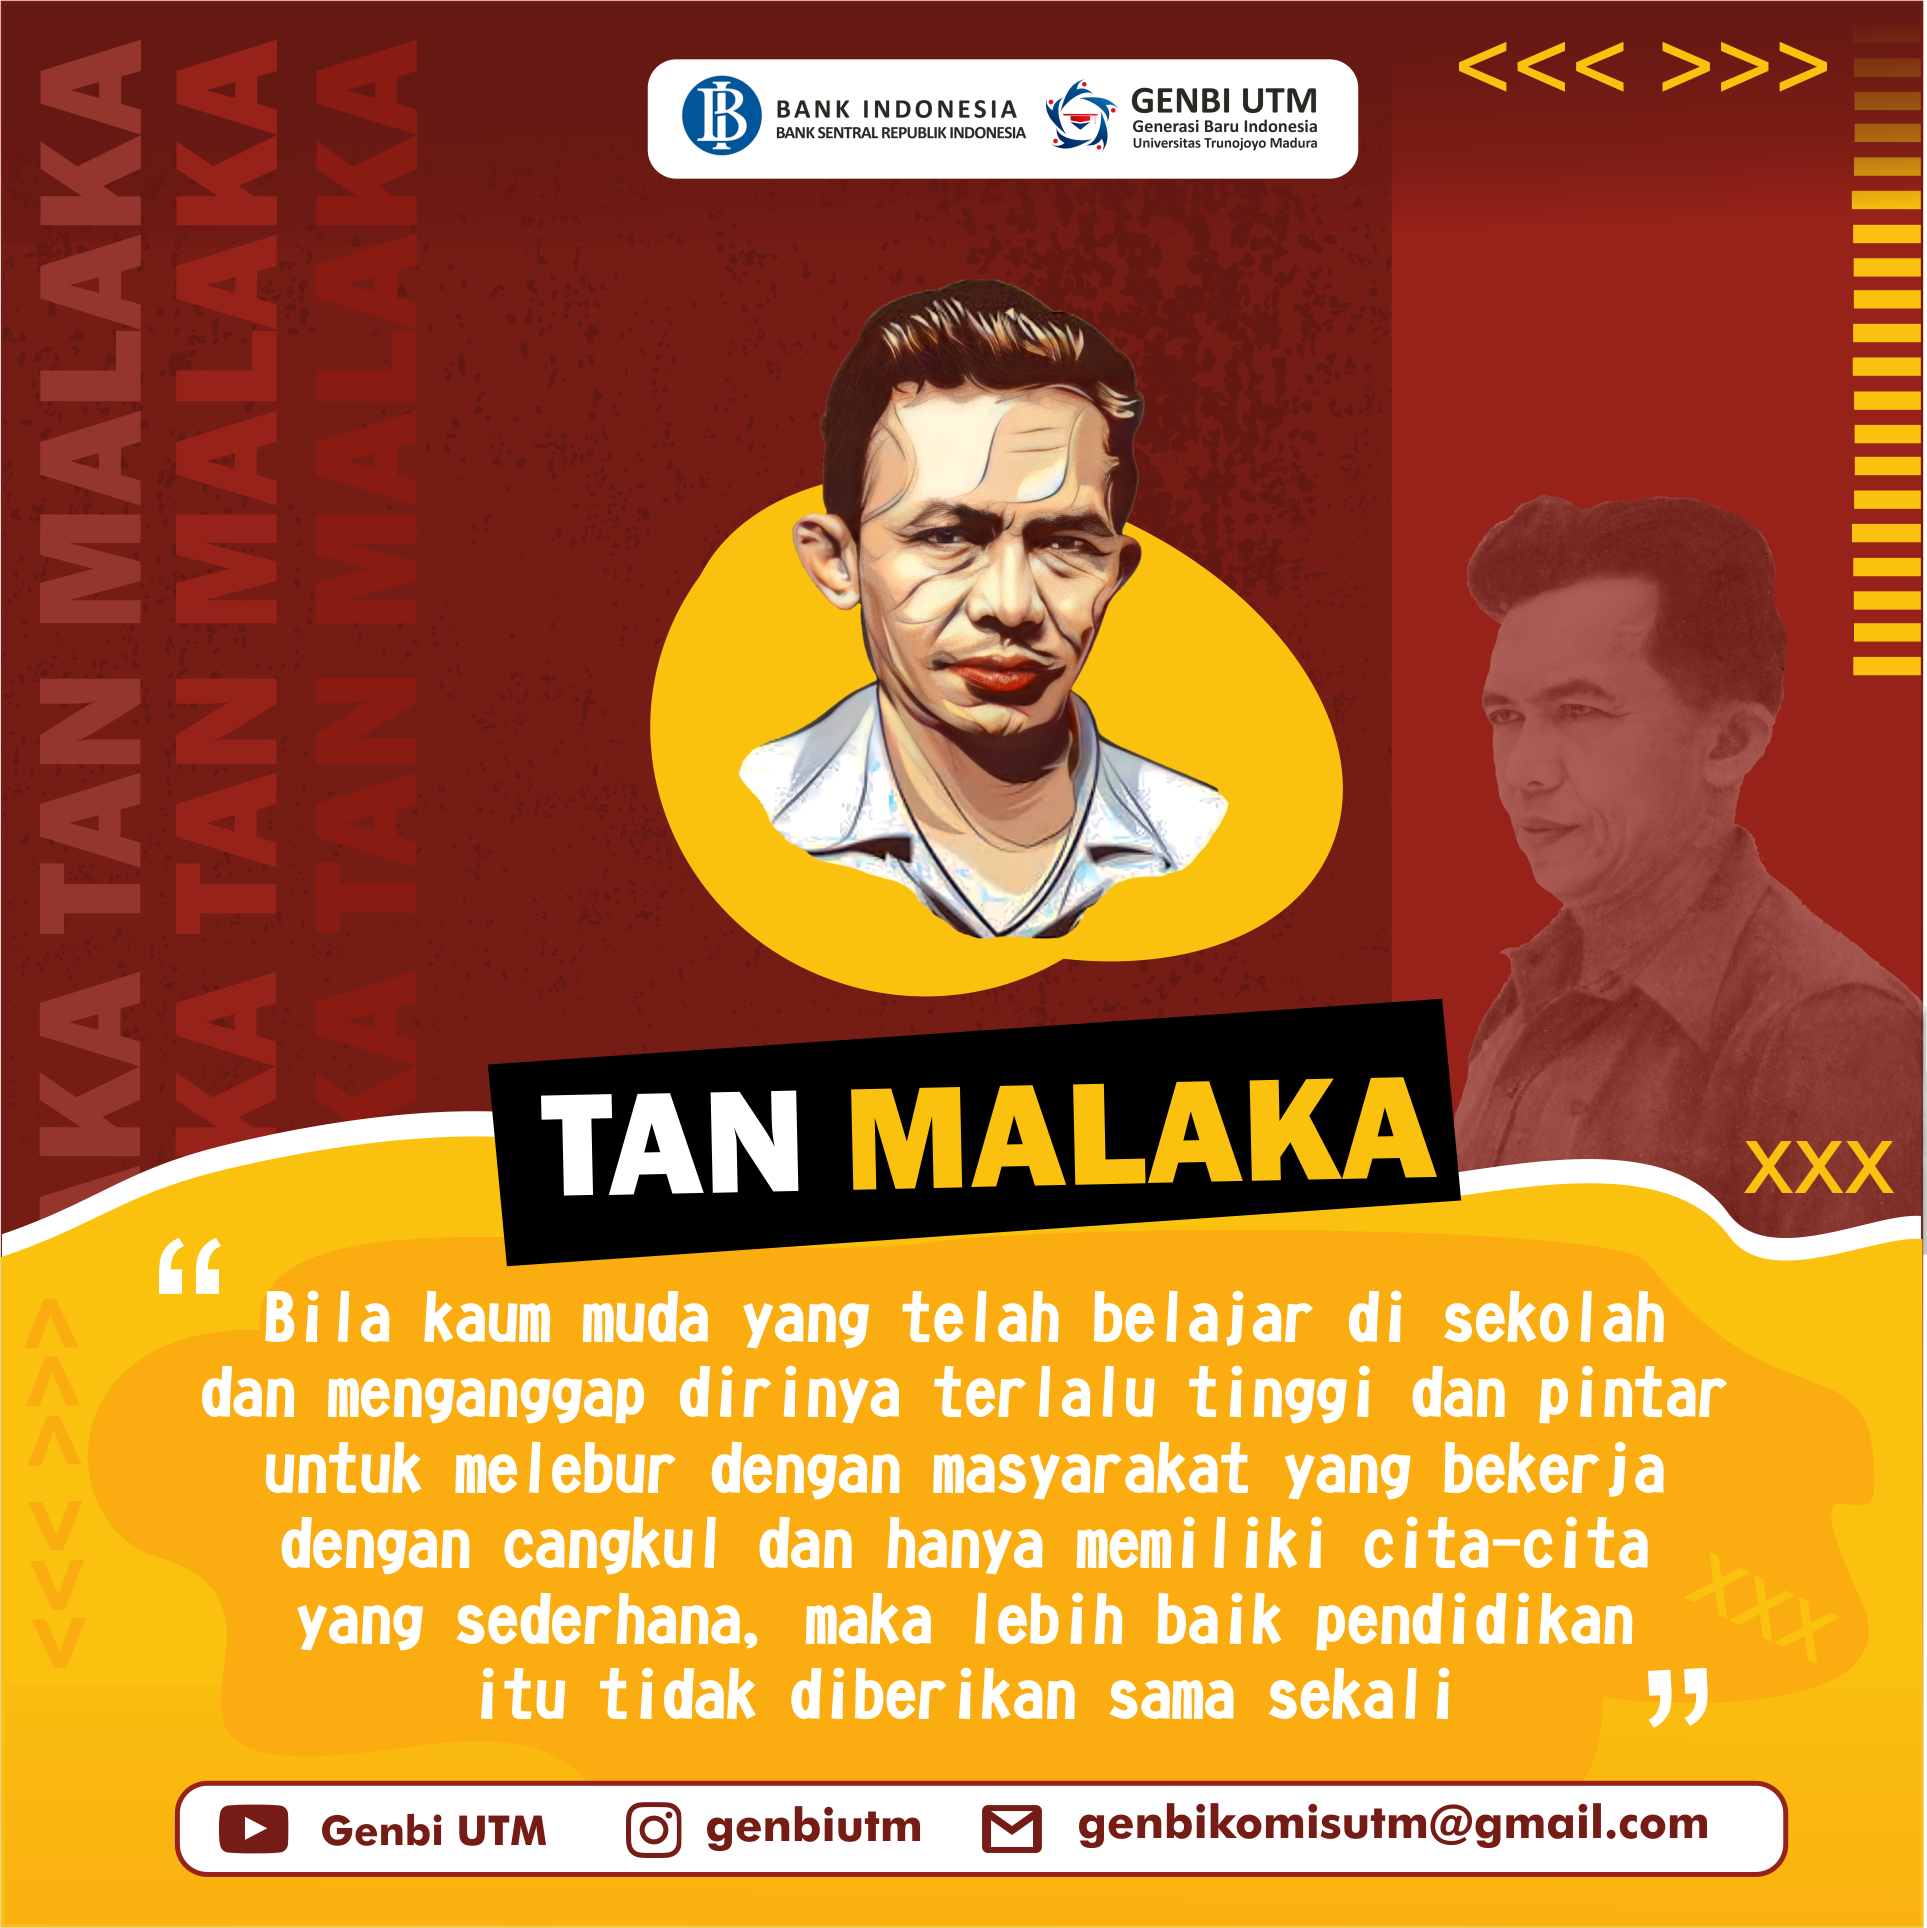 <<< >>>
BANK INDONESIA
BANK SENTRAL REPUBLIK INDONESIA
GENBI UTM
Generasi Baru Indonesia
Universitas Trunojoyo Madura
AKA TAN MALAKA
KA TAN MALAKA
KA TAN MALAKA
TAN MALAKA
XXX
“
Bila kaum muda yang telah belajar di sekolah
dan menganggap dirinya terlalu tinggi dan pintar
untuk melebur dengan masyarakat yang bekerja
dengan cangkul dan hanya memiliki cita-cita
yang sederhana, maka lebih baik pendidikan
itu tidak diberikan sama sekali
”
XXX
Genbi UTM
genbiutm
genbikomisutm@gmail.com